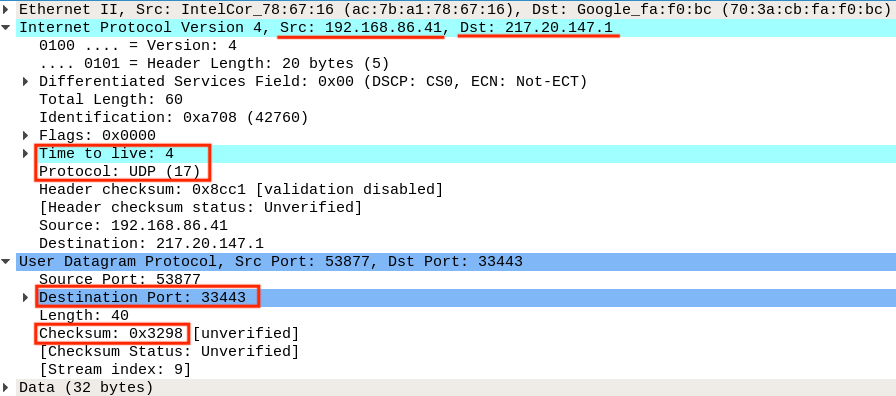 Ethernet II, Src: IntelCor_78:67:16 (ac:7b:a1:78:67:16), Dst: Google_fa:f0:bc (70:3a:cb:fa:f0:bc)
Internet Protocol Version 4, Src: 192.168.86.41, Dst: 217.20.147.1
0100 .... = Version: 4
.... 0101 = Header Length: 20 bytes (5)
Differentiated Services Field: 0x00 (DSCP: CS0, ECN: Not-ECT)
Total Length: 60
Identification: 0xa708 (42760)
Flags: 0x0000
Time to live: 4
Protocol: UDP (17)
Header checksum: 0x8cc1 [validation disabled]
[Header checksum status: Unverified]
Source: 192.168.86.41
Destination: 217.20.147.1
User Datagram Protocol, Src Port: 53877, Dst Port: 33443
Source Port: 53877
Destination Port: 33443
Length: 40
Checksum: 0x3298 [unverified]
[Checksum Status: Unverified]
[Stream index: 9]
Data (32 bytes)